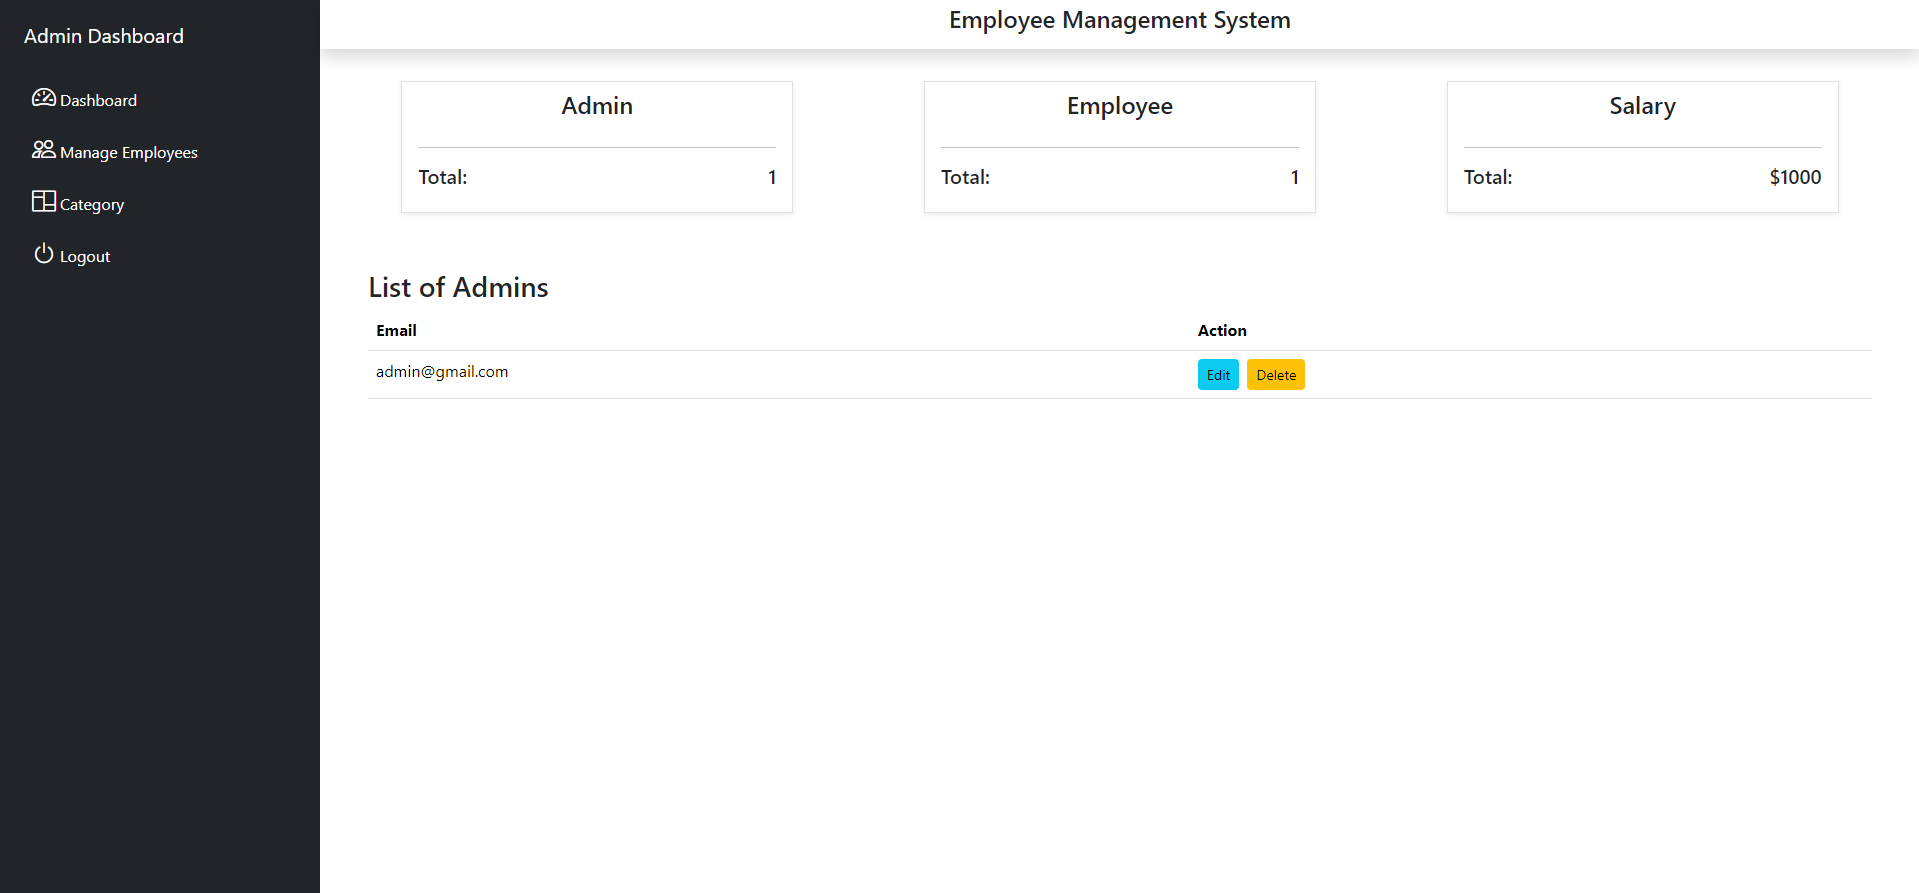 Admin Dashboard
Dashboard
Manage Employees
Category
Logout
Employee Management System
Admin
Total: 1
Employee
Total: 1
Salary
Total: $1000
List of Admins
Email Action
admin@gmail.com Edit Delete